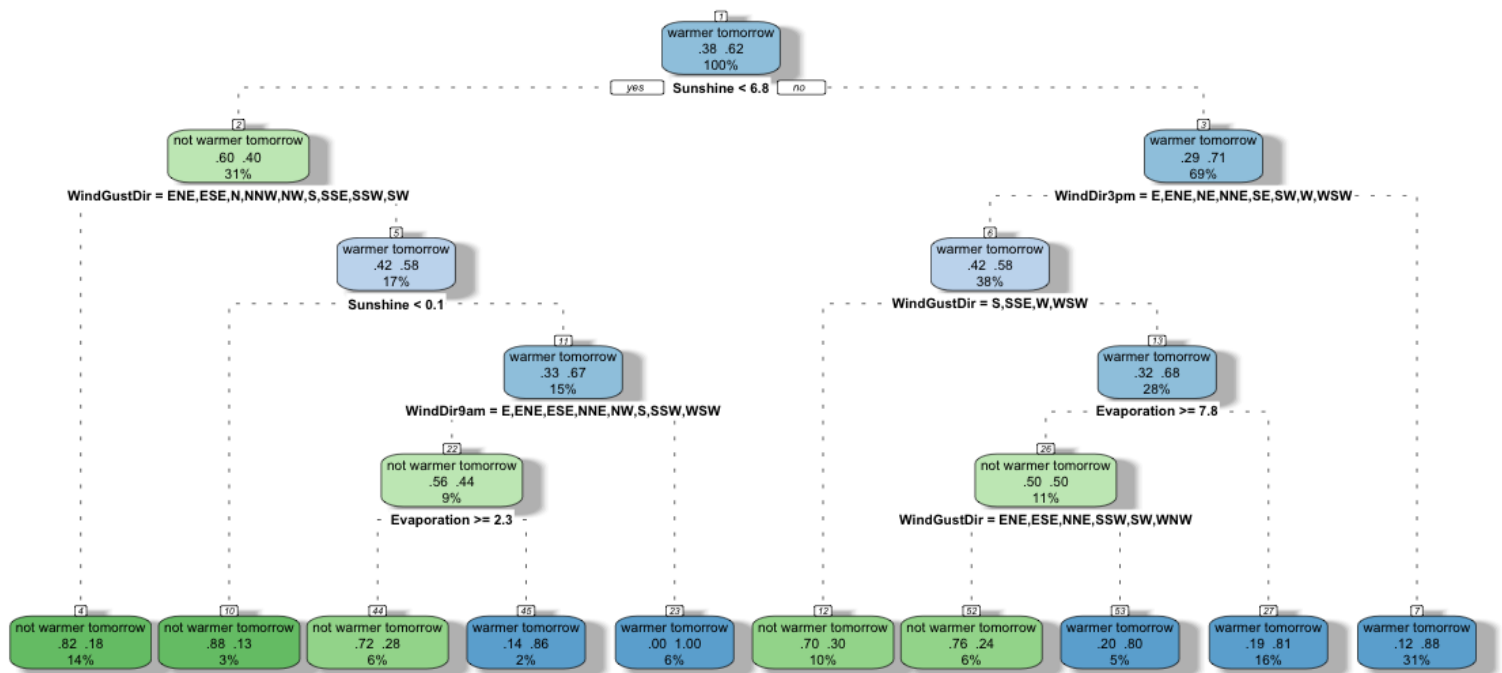 1
warmer tomorrow
.38 .62
100%
yes Sunshine < 6.8 no
2
not warmer tomorrow
.60 .40
31%
WindGustDir = ENE,ESE,N,NNW,NW,S,SSE,SSW,SW
3
warmer tomorrow
.29 .71
69%
WindDir3pm = E,ENE,NE,NNE,SE,SW,W,WSW
5
warmer tomorrow
.42 .58
17%
Sunshine < 0.1
6
warmer tomorrow
.42 .58
38%
WindGustDir = S,SSE,W,WSW
11
warmer tomorrow
.33 .67
15%
WindDir9am = E,ENE,ESE,NNE,NW,S,SSW,WSW
13
warmer tomorrow
.32 .68
28%
Evaporation >= 7.8
22
not warmer tomorrow
.56 .44
9%
Evaporation >= 2.3
26
not warmer tomorrow
.50 .50
11%
WindGustDir = ENE,ESE,NNE,SSW,SW,WNW
4
not warmer tomorrow
.82 .18
14%
10
not warmer tomorrow
.88 .13
3%
44
not warmer tomorrow
.72 .28
6%
45
warmer tomorrow
.14 .86
2%
23
warmer tomorrow
.00 1.00
6%
12
not warmer tomorrow
.70 .30
10%
52
not warmer tomorrow
.76 .24
6%
53
warmer tomorrow
.20 .80
5%
27
warmer tomorrow
.19 .81
16%
7
warmer tomorrow
.12 .88
31%